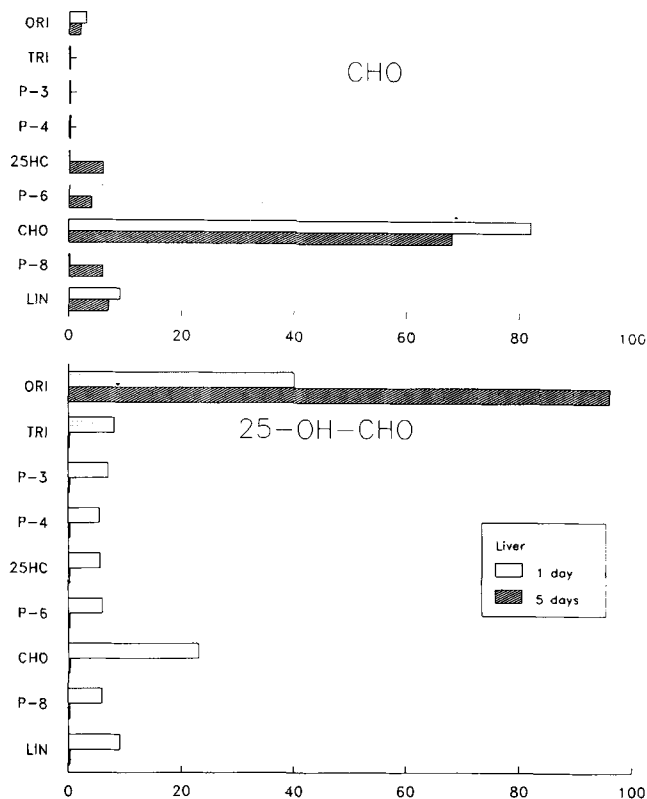 ORI
TRI
CHO
P-3
P-4
25HC
P-6
CHO
P-8
LIN
0 20 40 60 80 100
ORI
25-OH-CHO
TRI
P-3
P-4
Liver
25HC
1 day
P-6
5 days
CHO
P-8
LIN
0 20 40 60 80 100